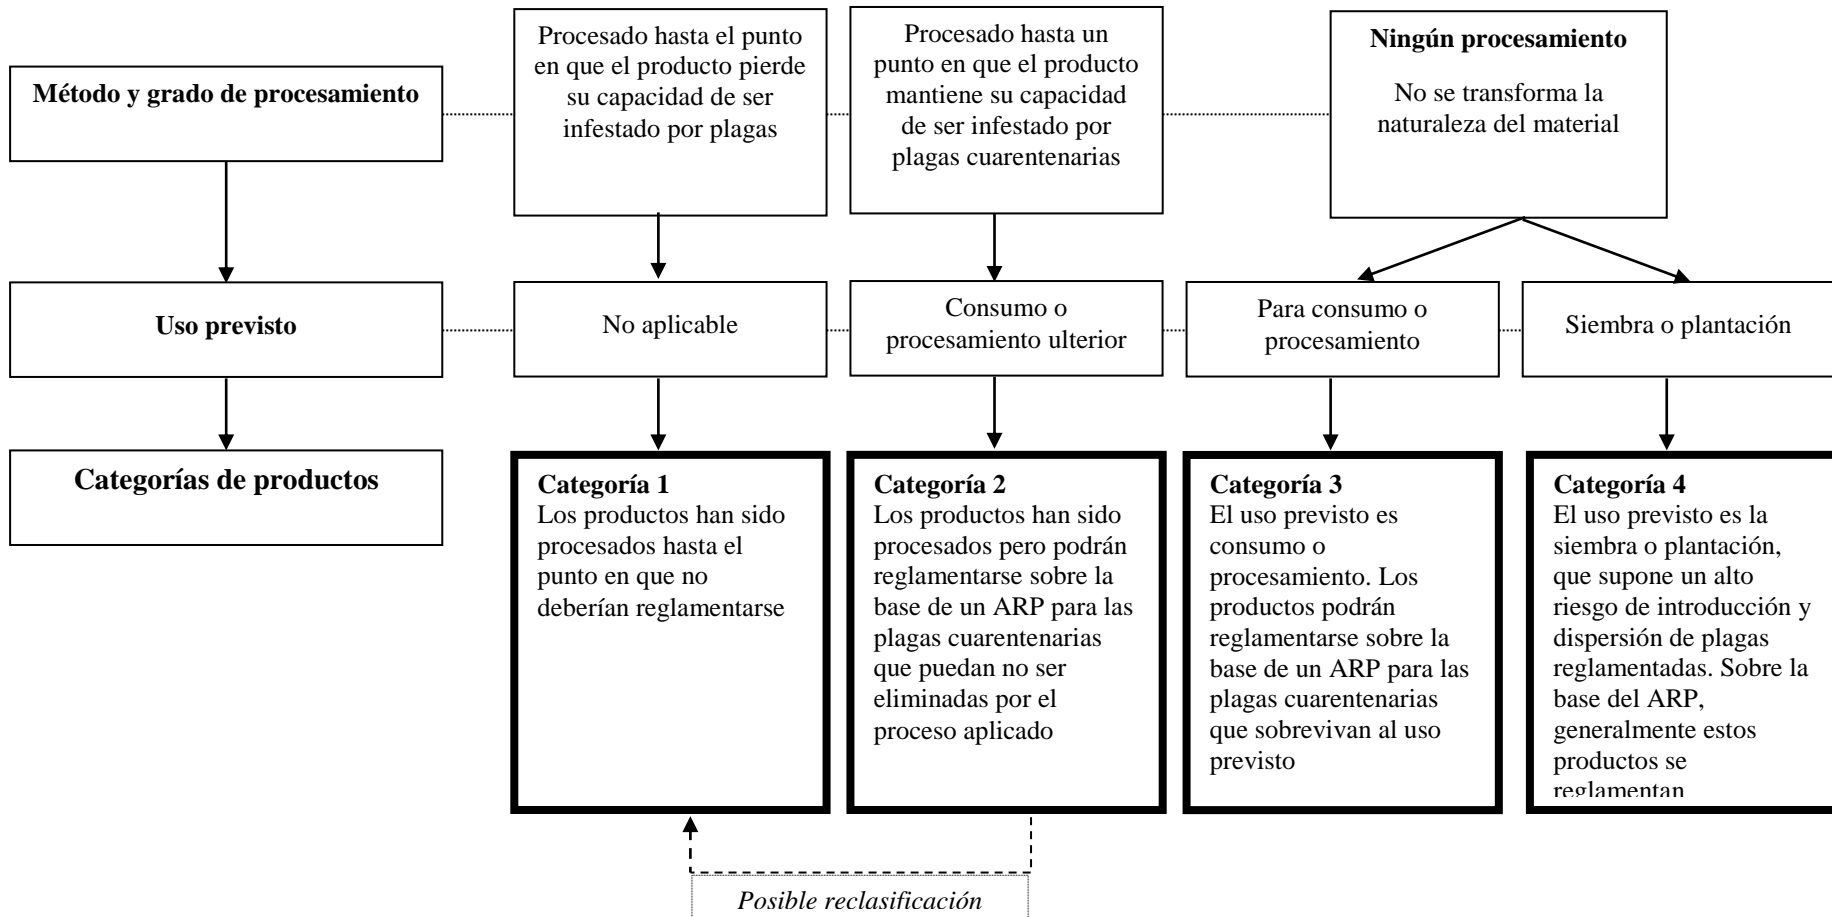 Método y grado de procesamiento
Procesado hasta el punto
en que el producto pierde
su capacidad de ser
infestado por plagas
Procesado hasta un
punto en que el producto
mantiene su capacidad
de ser infestado por
plagas cuarentenarias
Ningún procesamiento
No se transforma la
naturaleza del material
Uso previsto
No aplicable
Consumo o
procesamiento ulterior
Para consumo o
procesamiento
Siembra o plantación
Categorías de productos
Categoría 1
Los productos han sido
procesados hasta el
punto en que no
deberían reglamentarse
Categoría 2
Los productos han sido
procesados pero podrán
reglamentarse sobre la
base de un ARP para las
plagas cuarentenarias
que puedan no ser
eliminadas por el
proceso aplicado
Categoría 3
El uso previsto es
consumo o
procesamiento. Los
productos podrán
reglamentarse sobre la
base de un ARP para las
plagas cuarentenarias
que sobrevivan al uso
previsto
Categoría 4
El uso previsto es la
siembra o plantación,
que supone un alto
riesgo de introducción y
dispersión de plagas
reglamentadas. Sobre la
base del ARP,
generalmente estos
productos se
reglamentan
Posible reclasificación